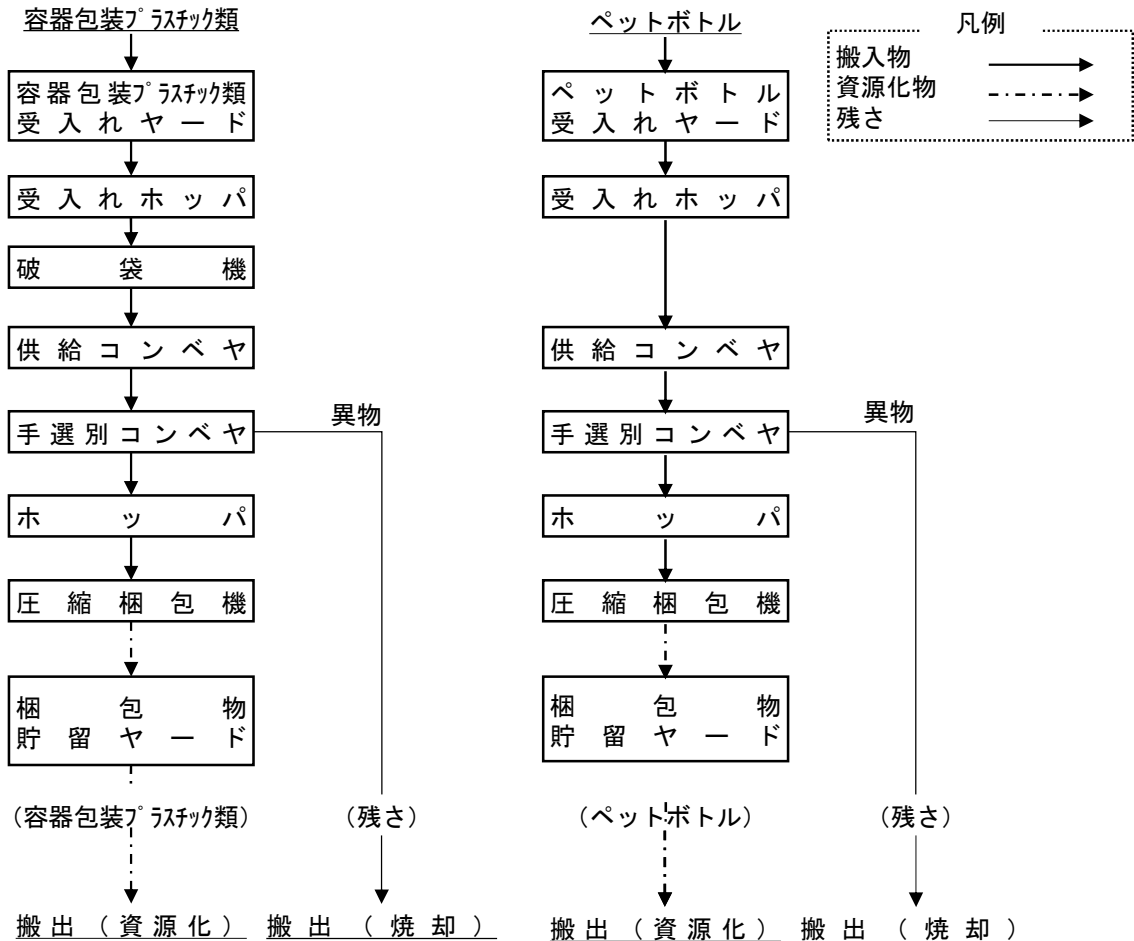 容器包装ﾌﾟﾗｽﾁｯｸ類
容器包装ﾌﾟﾗｽﾁｯｸ類
受入れヤード
受入れホッパ
破袋機
供給コンベヤ
手選別コンベヤ
異物
ホッパ
圧縮梱包機
梱包物
貯留ヤード
(容器包装ﾌﾟﾗｽﾁｯｸ類)
(残さ)
搬出(資源化)
搬出(焼却)
ペットボトル
ペットボトル
受入れヤード
受入れホッパ
供給コンベヤ
手選別コンベヤ
異物
ホッパ
圧縮梱包機
梱包物
貯留ヤード
(ペットボトル)
(残さ)
搬出(資源化)
搬出(焼却)
凡例
搬入物
資源化物
残さ